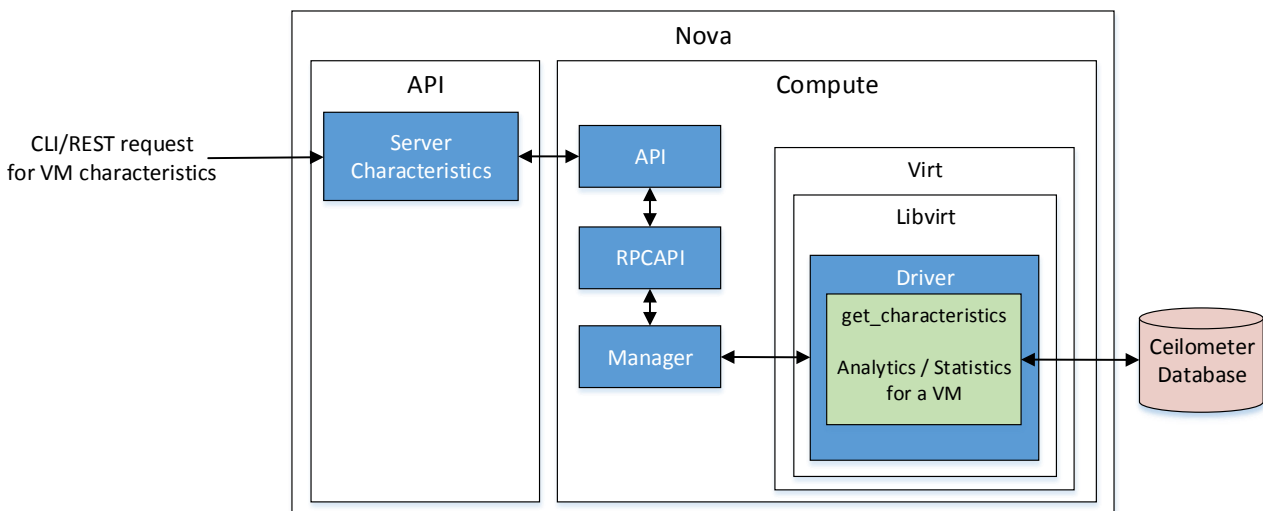 Nova
API
Compute
CLI/REST request
for VM characteristics
Server
Characteristics
API
RPCAPI
Manager
Virt
Libvirt
Driver
get_characteristics
Analytics / Statistics
for a VM
Ceilometer
Database